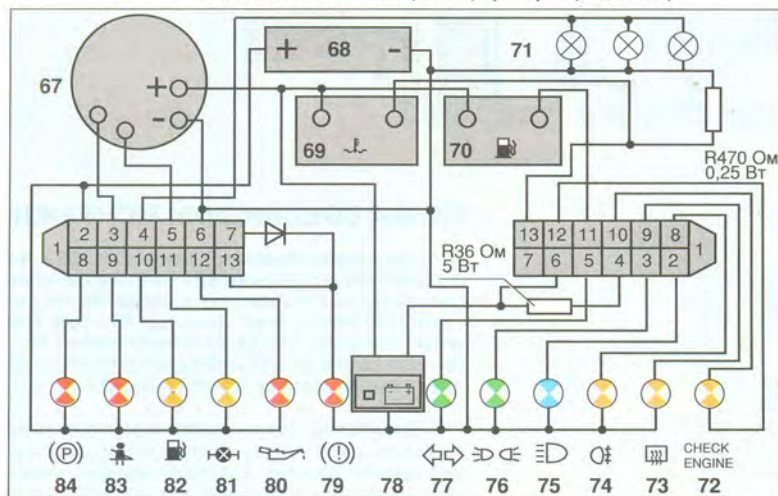 67
+
-
+ 68 -
71
69
70
R470 Ом
0,25 Вт
1
2 3 4 5 6 7
8 9 10 11 12 13
R36 Ом
5 Вт
13 12 11 10 9 8
7 6 5 4 3 2
1
- +
(P)
(!)
CHECK
ENGINE
84 83 82 81 80 79 78 77 76 75 74 73 72